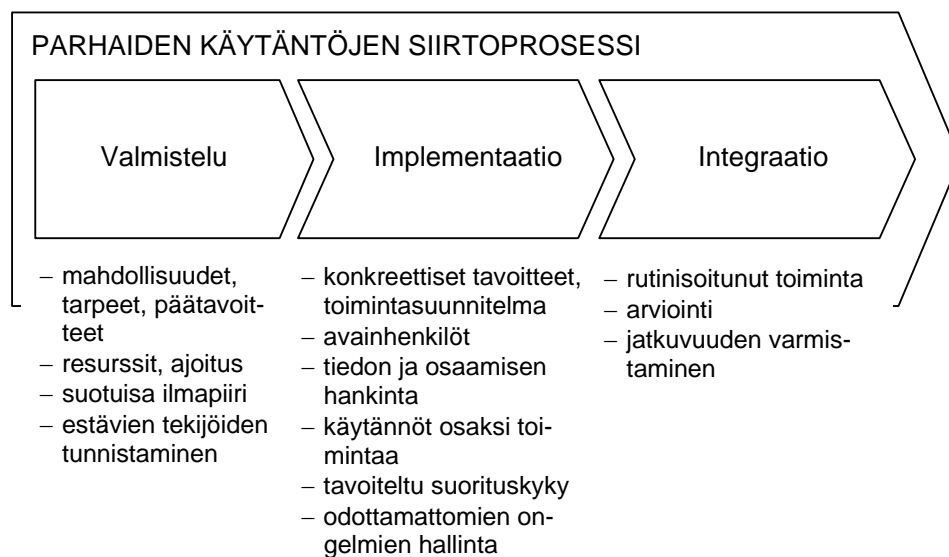 PARHAIDEN KÄYTÄNTÖJEN SIIRTOPROSESSI
Valmistelu
Implementaatio
Integraatio
– mahdollisuudet,
tarpeet, päätavoit-
teet
– resurssit, ajoitus
– suotuisa ilmapiiri
– estävien tekijöiden
tunnistaminen
– konkreettiset tavoitteet,
toimintasuunnitelma
– avainhenkilöt
– tiedon ja osaamisen
hankinta
– käytännöt osaksi toi-
mintaa
– tavoiteltu suorituskyky
– odottamattomien on-
gelmien hallinta
– rutinisoitunut toiminta
– arviointi
– jatkuvuuden varmis-
taminen